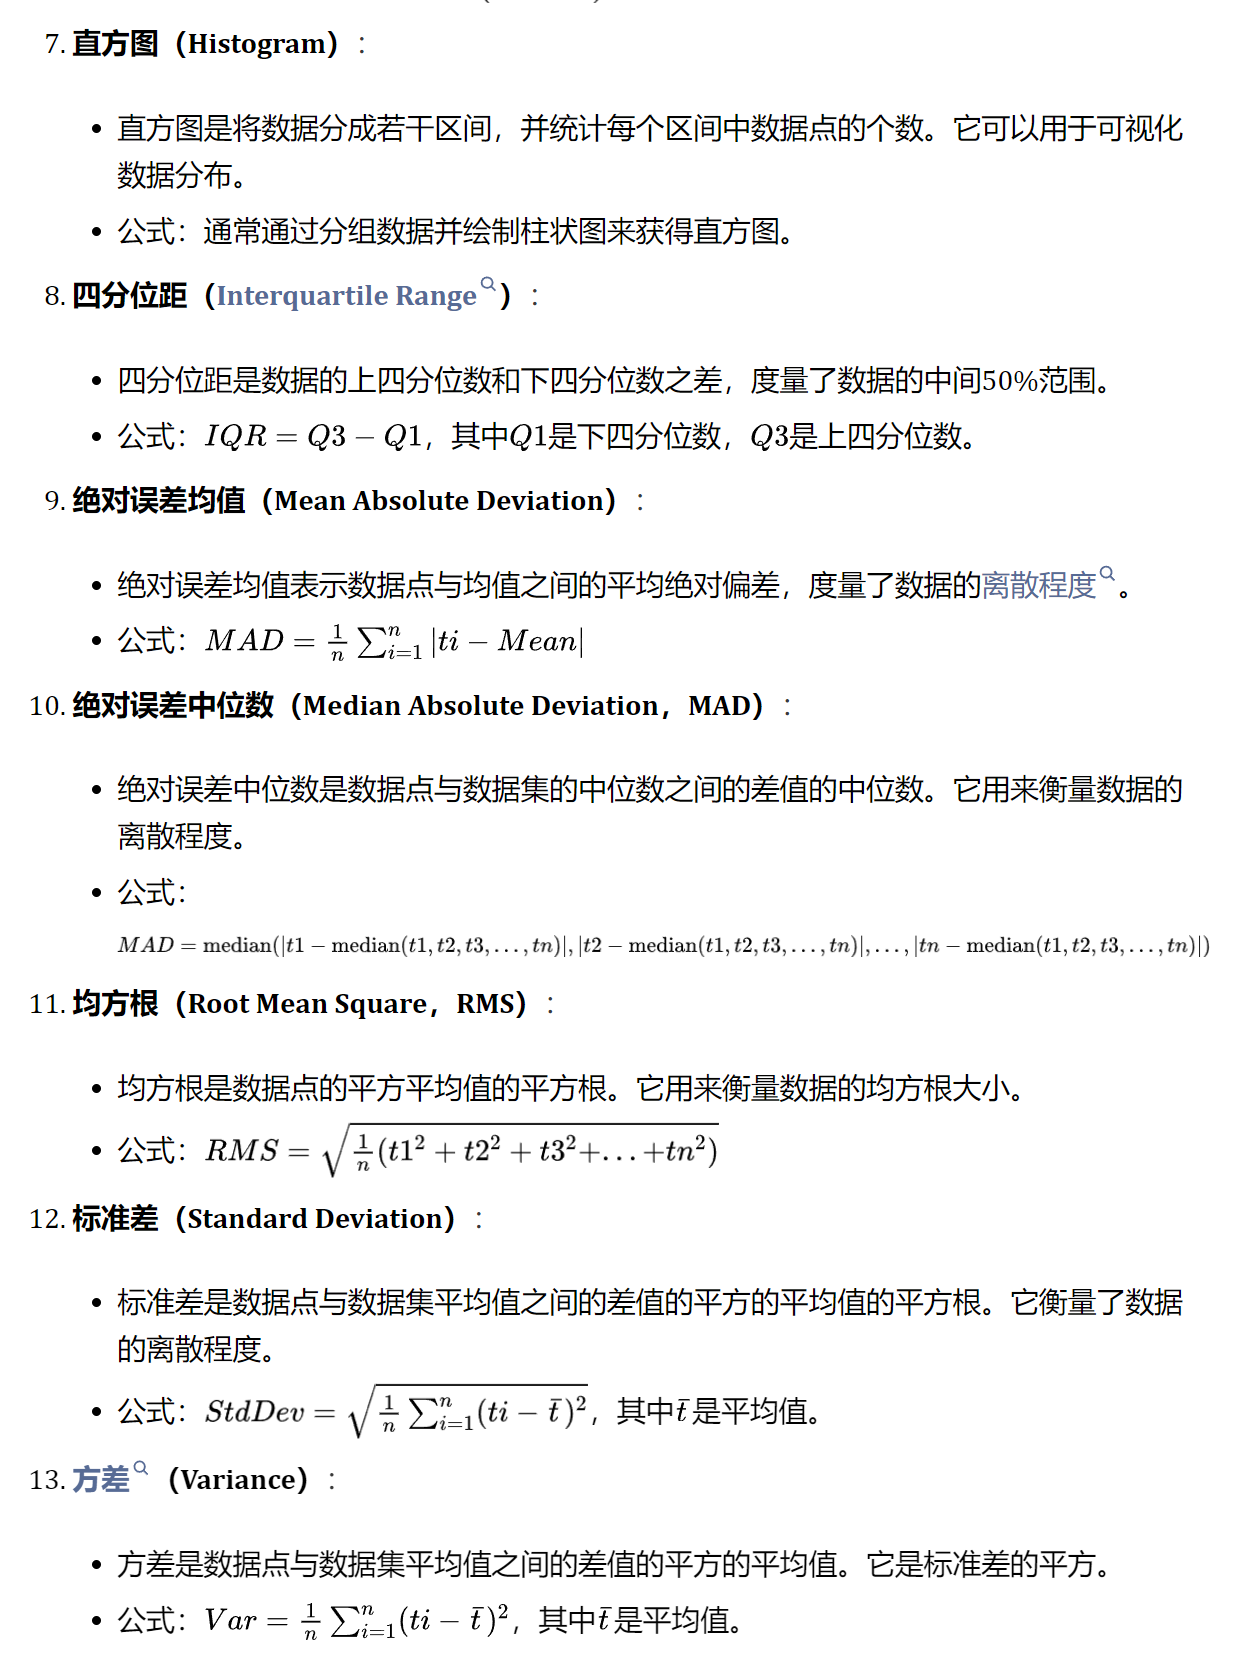 7. 直方图（Histogram）：
• 直方图是将数据分成若干区间，并统计每个区间中数据点的个数。它可以用于可视化
数据分布。
• 公式：通常通过分组数据并绘制柱状图来获得直方图。
8. 四分位距（Interquartile Range）：
• 四分位距是数据的上四分位数和下四分位数之差，度量了数据的中间50%范围。
• 公式：IQR = Q3 − Q1，其中Q1是下四分位数，Q3是上四分位数。
9. 绝对误差均值（Mean Absolute Deviation）：
• 绝对误差均值表示数据点与均值之间的平均绝对偏差，度量了数据的离散程度。
• 公式：MAD = \frac{1}{n} \sum_{i=1}^{n} |ti − Mean|
10. 绝对误差中位数（Median Absolute Deviation，MAD）：
• 绝对误差中位数是数据点与数据集的中位数之间的差值的中位数。它用来衡量数据的
离散程度。
• 公式：
MAD = median(|t1 − median(t1, t2, t3, . . . , tn)|, |t2 − median(t1, t2, t3, . . . , tn)|, . . . , |tn − median(t1, t2, t3, . . . , tn)|)
11. 均方根（Root Mean Square，RMS）：
• 均方根是数据点的平方平均值的平方根。它用来衡量数据的均方根大小。
• 公式：RMS = \sqrt{\frac{1}{n}(t1^2 + t2^2 + t3^2 +. . . +tn^2)}
12. 标准差（Standard Deviation）：
• 标准差是数据点与数据集平均值之间的差值的平方的平均值的平方根。它衡量了数据
的离散程度。
• 公式：StdDev = \sqrt{\frac{1}{n} \sum_{i=1}^{n} (ti − \bar{t})^2}，其中\bar{t}是平均值。
13. 方差（Variance）：
• 方差是数据点与数据集平均值之间的差值的平方的平均值。它是标准差的平方。
• 公式：Var = \frac{1}{n} \sum_{i=1}^{n} (ti − \bar{t})^2，其中\bar{t}是平均值。